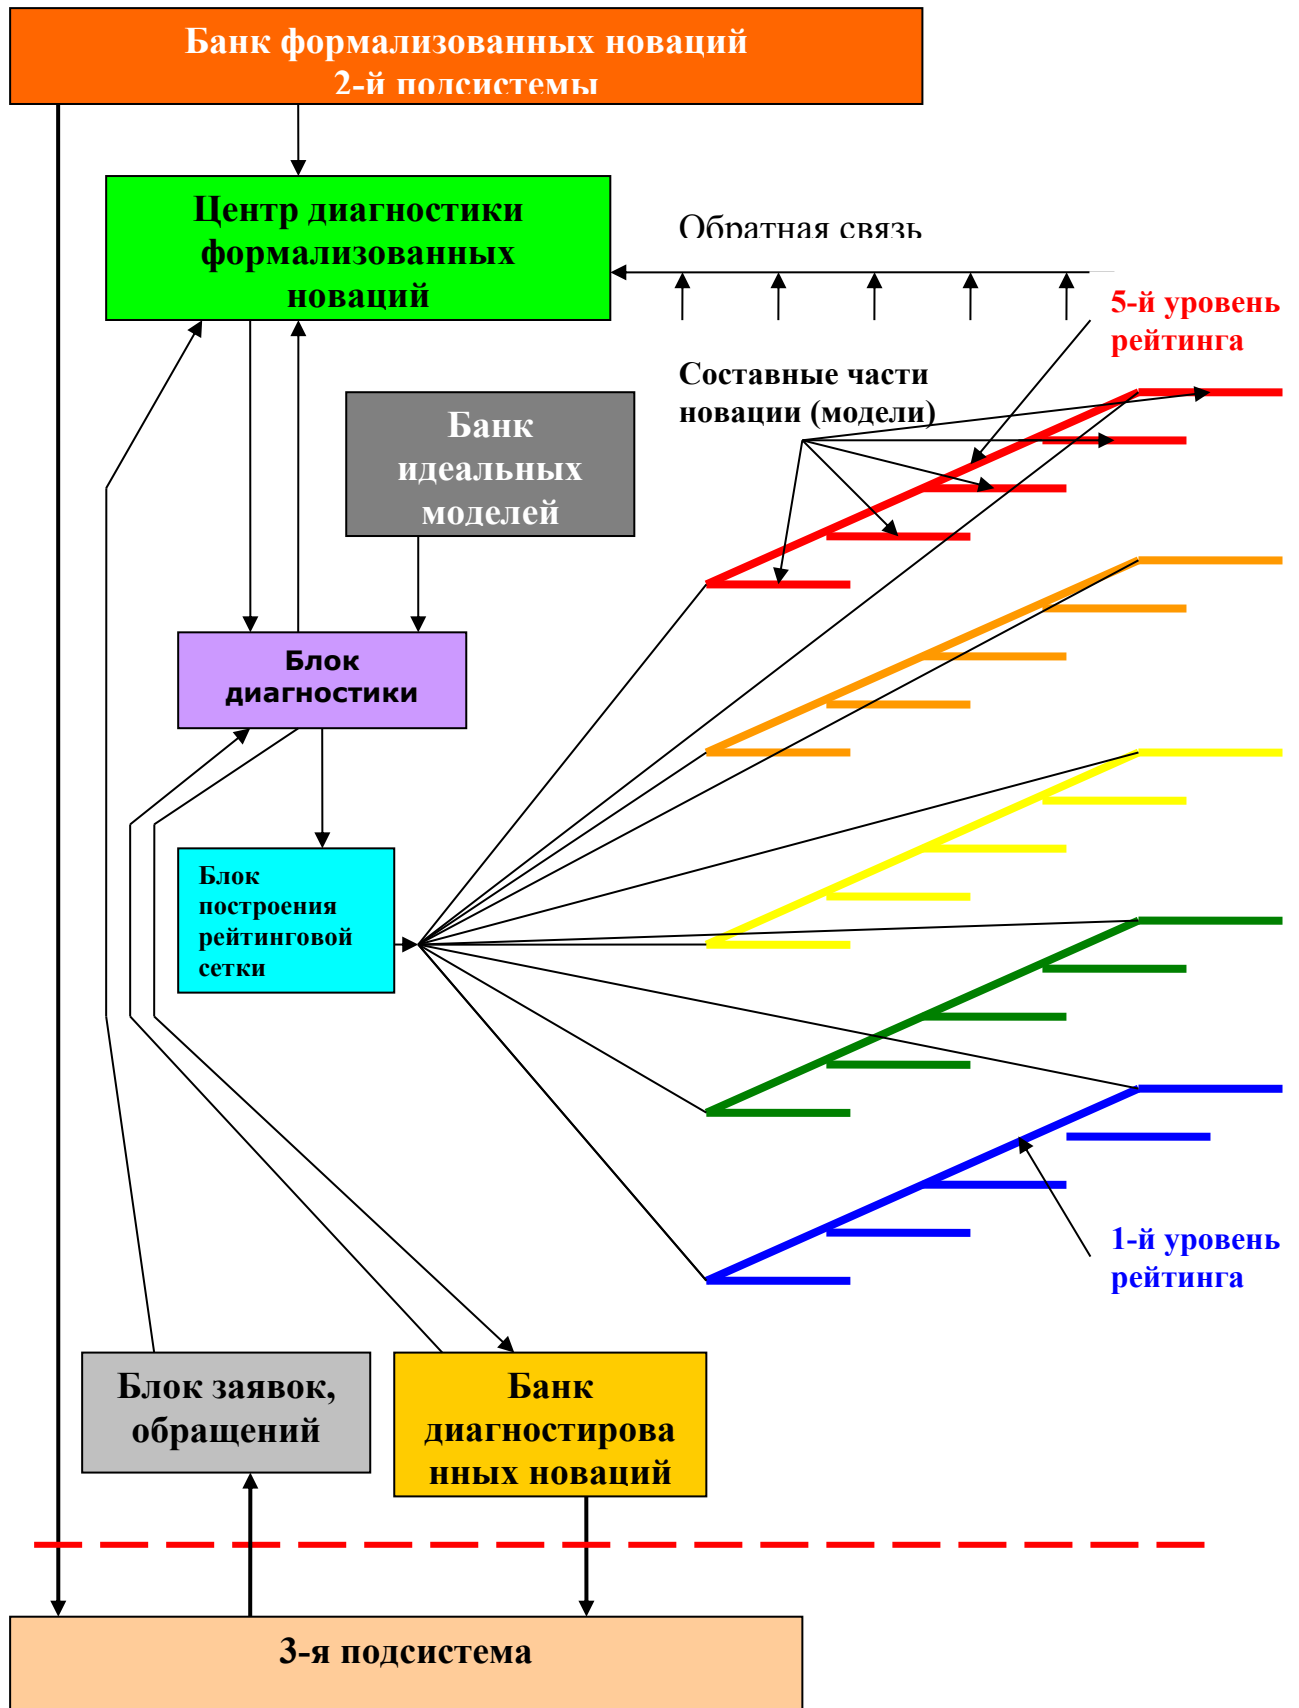 Банк формализованных новаций
2-й подсистемы
Центр диагностики
формализованных
новаций
Обратная связь
5-й уровень
рейтинга
Составные части
новации (модели)
Банк
идеальных
моделей
Блок
диагностики
Блок
построения
рейтинговой
сетки
1-й уровень
рейтинга
Блок заявок,
обращений
Банк
диагностирова
нных новаций
3-я подсистема